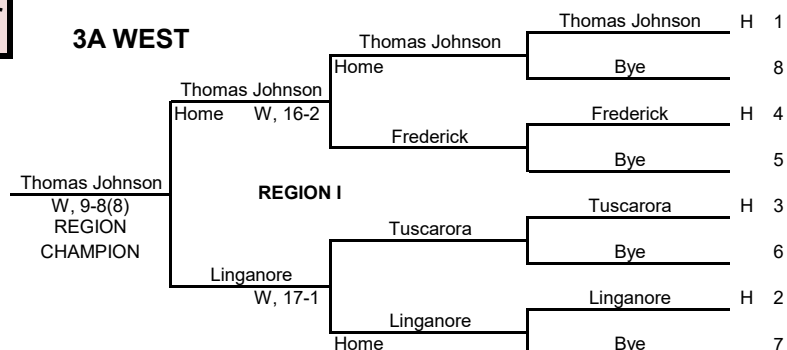 3A WEST
Thomas Johnson H 1
Thomas Johnson
Home
Bye 8
Thomas Johnson
Home W, 16-2
Frederick H 4
Frederick
Bye 5
Thomas Johnson
W, 9-8(8)
REGION
CHAMPION
REGION I
Tuscarora H 3
Tuscarora
Bye 6
Linganore
W, 17-1
Linganore H 2
Linganore
Home
Bye 7